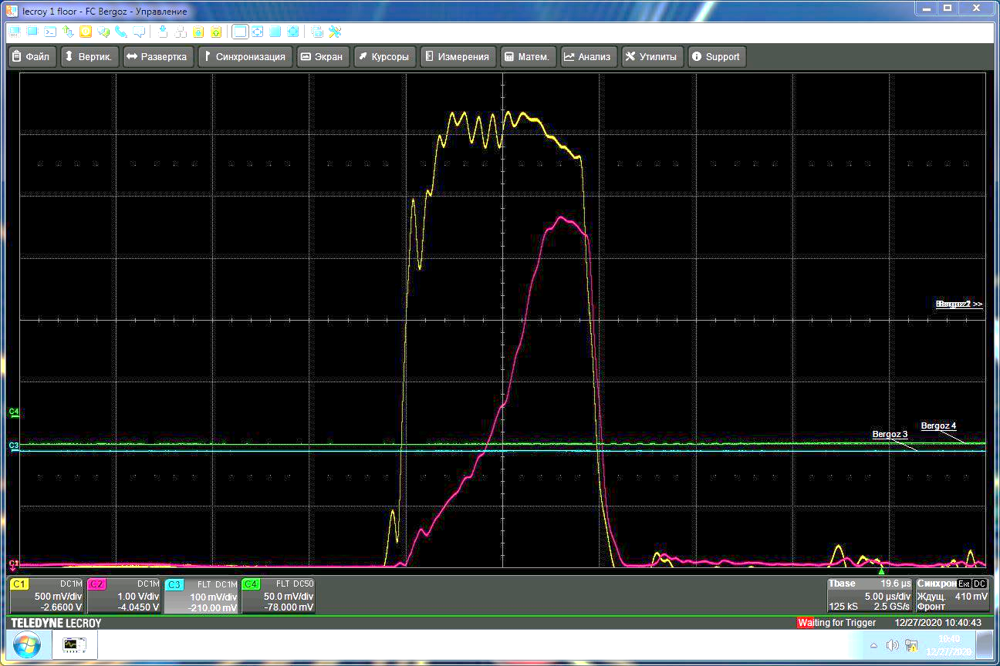 lecroy 1 floor - FC Bergoz - Управление
Файл Вертик. Развертка Синхронизация Экран Курсоры Измерения Матем. Анализ Утилиты Support
>>
C4
Bergoz 4
Bergoz 3
C3
C1 DC1M C2 DC1M C3 FLT DC1M C4 FLT DC50 Tbase 19.6 µs Синхрон Ext DC
500 mV/div 1.00 V/div 100 mV/div 50.0 mV/div 5.00 µs/div Ждущ. 410 mV
-2.6600 V -4.0450 V -210.00 mV -78.000 mV 125 kS 2.5 GS/s Фронт
TELEDYNE LECROY Waiting for Trigger 12/27/2020 10:40:43
10:40
12/27/2020